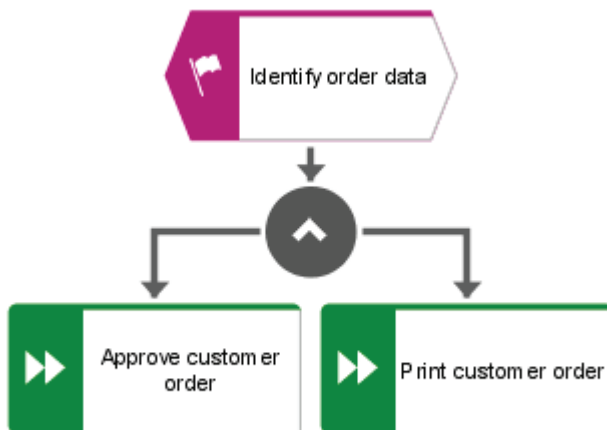 Identify order data
Approve customer
order
Print customer order